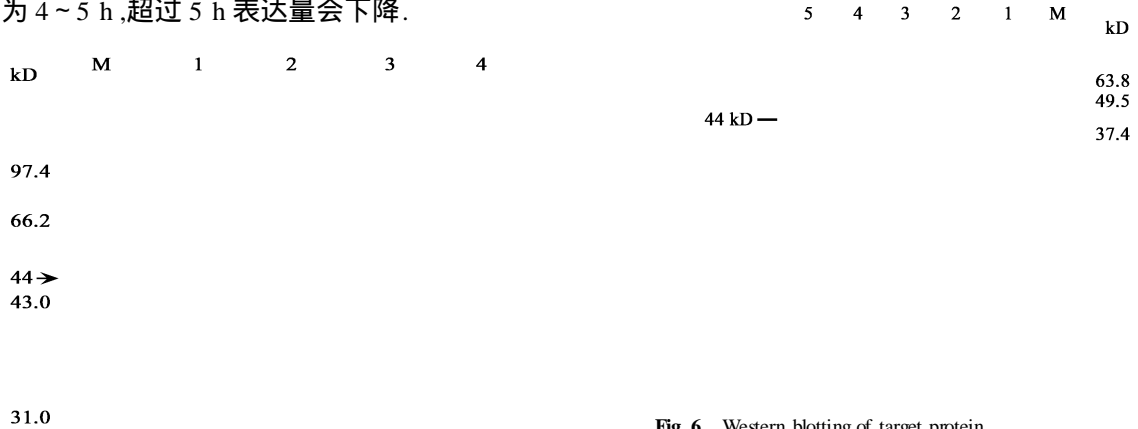 为 4 ~ 5 h ,超过 5 h 表达量会下降.
kD M 1 2 3 4
97.4
66.2
44
43.0
31.0
5 4 3 2 1 M
kD
63.8
49.5
44 kD
37.4
Fig. 6 Western blotting of target protein